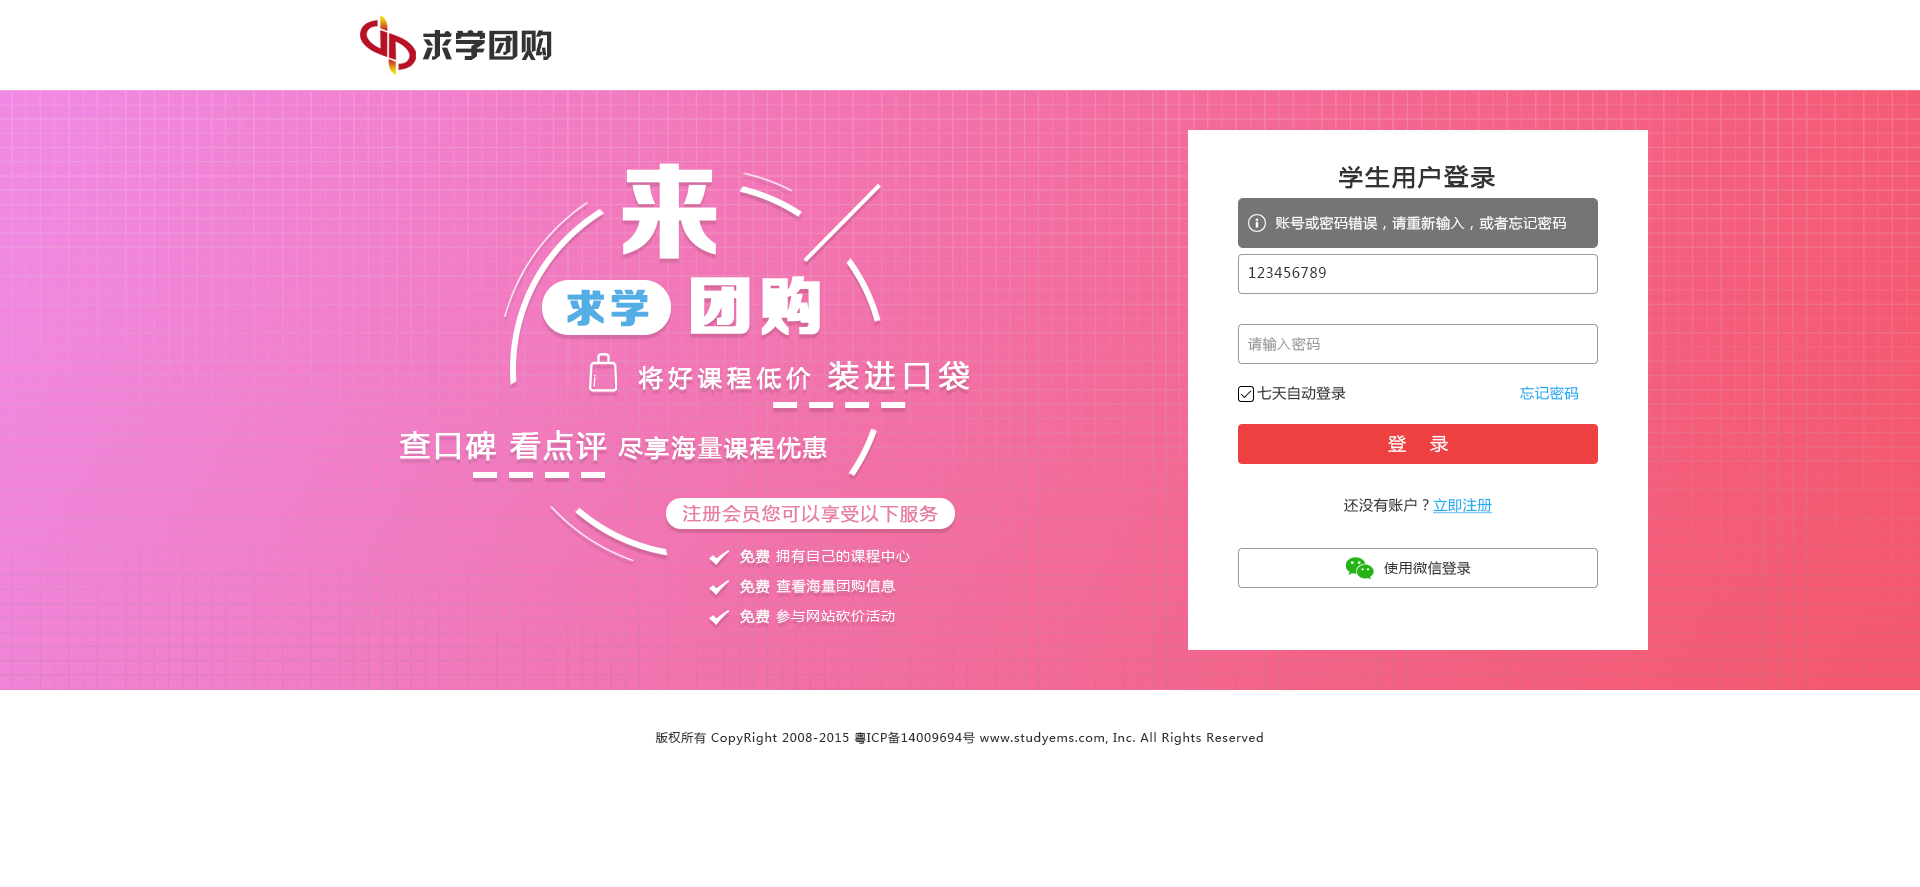 求学团购
来
求学 团购
将好课程低价 装进口袋
查口碑 看点评 尽享海量课程优惠
注册会员您可以享受以下服务
免费 拥有自己的课程中心
免费 查看海量团购信息
免费 参与网站砍价活动
学生用户登录
账号或密码错误，请重新输入，或者忘记密码
123456789
请输入密码
七天自动登录 忘记密码
登 录
还没有账户？立即注册
使用微信登录
版权所有 CopyRight 2008-2015 粤ICP备14009694号 www.studyems.com, Inc. All Rights Reserved